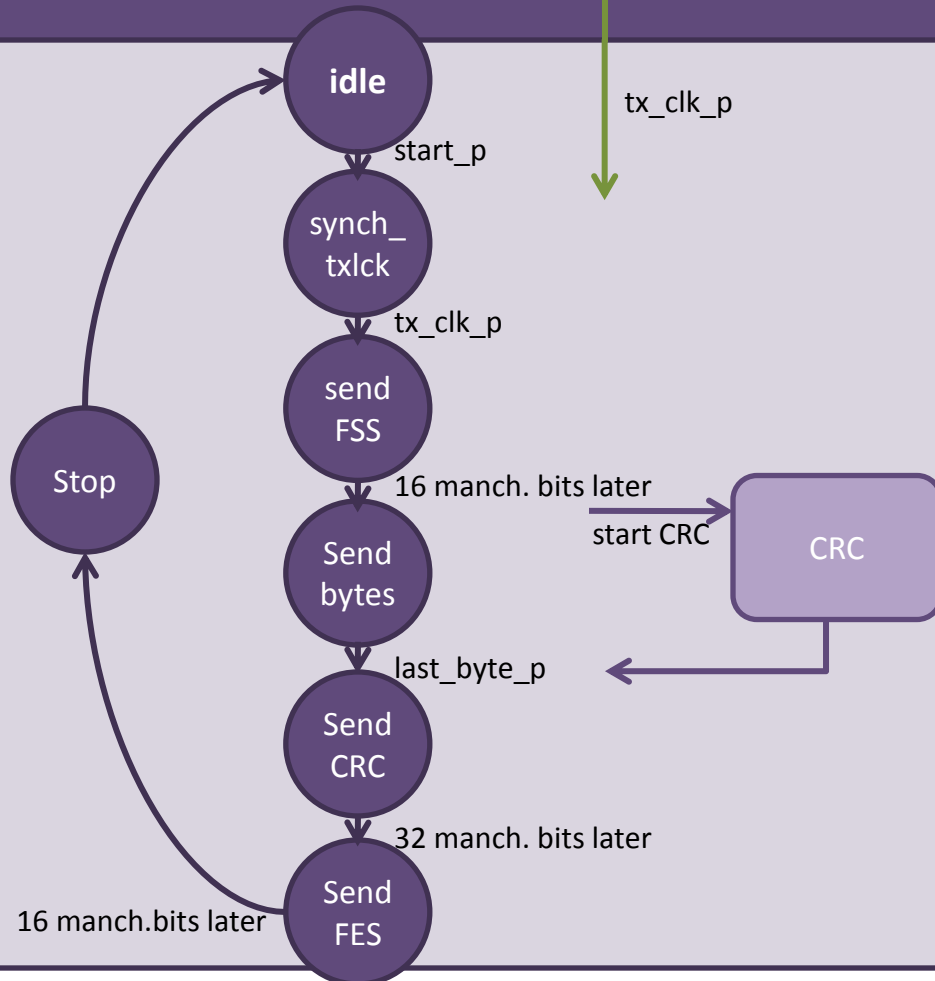 idle
tx_clk_p
start_p
synch_
txlck
tx_clk_p
send
FSS
Stop
16 manch. bits later
start CRC
CRC
Send
bytes
last_byte_p
Send
CRC
32 manch. bits later
Send
FES
16 manch.bits later